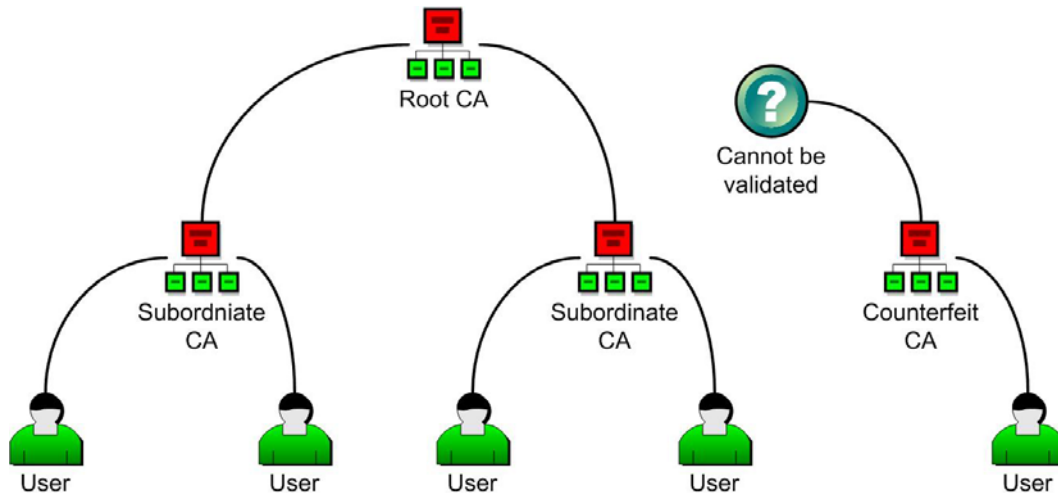 Root CA
Cannot be
validated
Subordniate
CA
Subordinate
CA
Counterfeit
CA
User
User
User
User
User